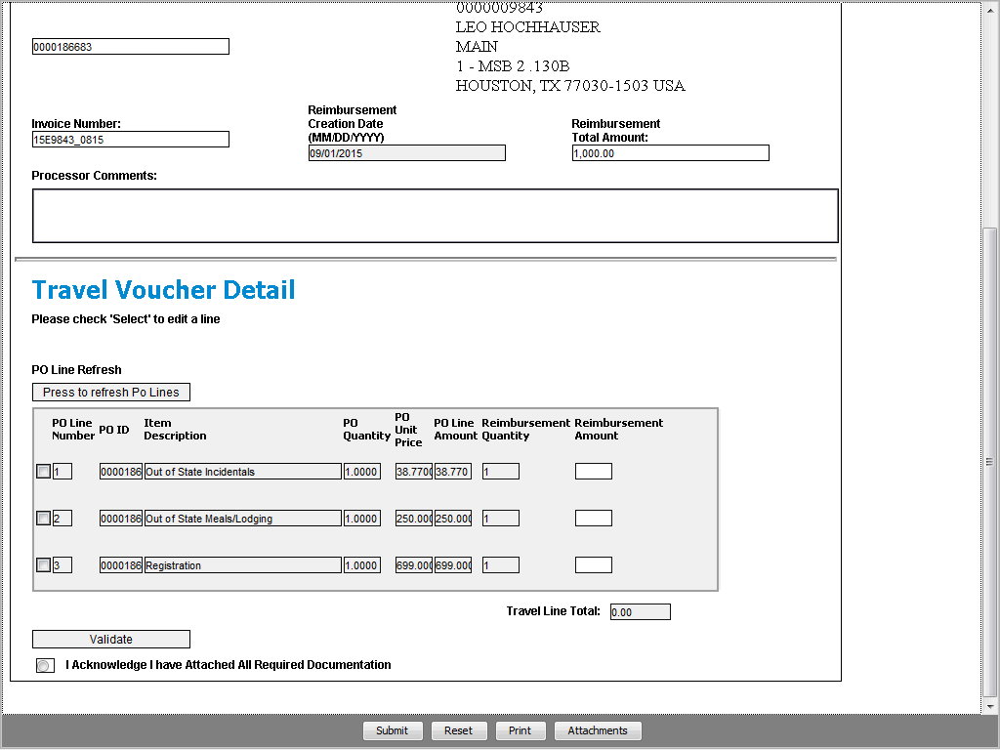 0000009843
LEO HOCHHAUSER
0000186683
MAIN
1 - MSB 2 .130B
HOUSTON, TX 77030-1503 USA
Invoice Number:
15E9843_0815
Reimbursement
Creation Date
(MM/DD/YYYY)
09/01/2015
Reimbursement
Total Amount:
1,000.00
Processor Comments:
Travel Voucher Detail
Please check 'Select' to edit a line
PO Line Refresh
Press to refresh Po Lines
PO Line Number PO ID Item Description PO Quantity PO Unit Price PO Line Amount Reimbursement Quantity Reimbursement Amount
1 0000186 Out of State Incidentals 1.0000 38.770 38.770 1
2 0000186 Out of State Meals/Lodging 1.0000 250.000 250.000 1
3 0000186 Registration 1.0000 699.000 699.000 1
Travel Line Total: 0.00
Validate
I Acknowledge I have Attached All Required Documentation
Submit Reset Print Attachments